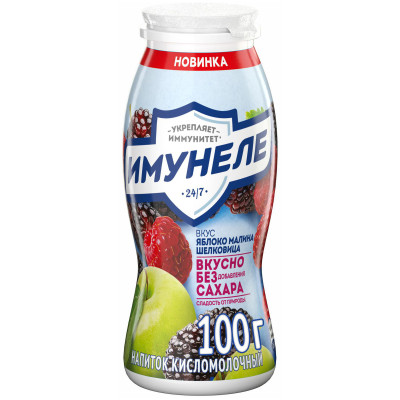 НОВИНКА
УКРЕПЛЯЕТ
ИММУНИТЕТ*
ИМУНЕЛЕ
24/7
ВКУС
ЯБЛОКО МАЛИНА
ШЕЛКОВИЦА
ВКУСНО
БЕЗ ДОБАВЛЕНИЯ
САХАРА
СЛАДОСТЬ ОТ ПРИРОДЫ
100г
НАПИТОК КИСЛОМОЛОЧНЫЙ